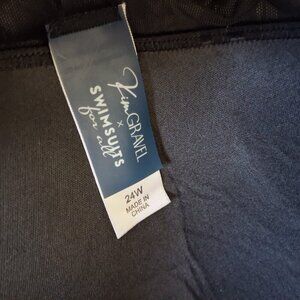 Kim GRAVEL
x
SWIMSUITS
for all
24W
MADE IN
CHINA